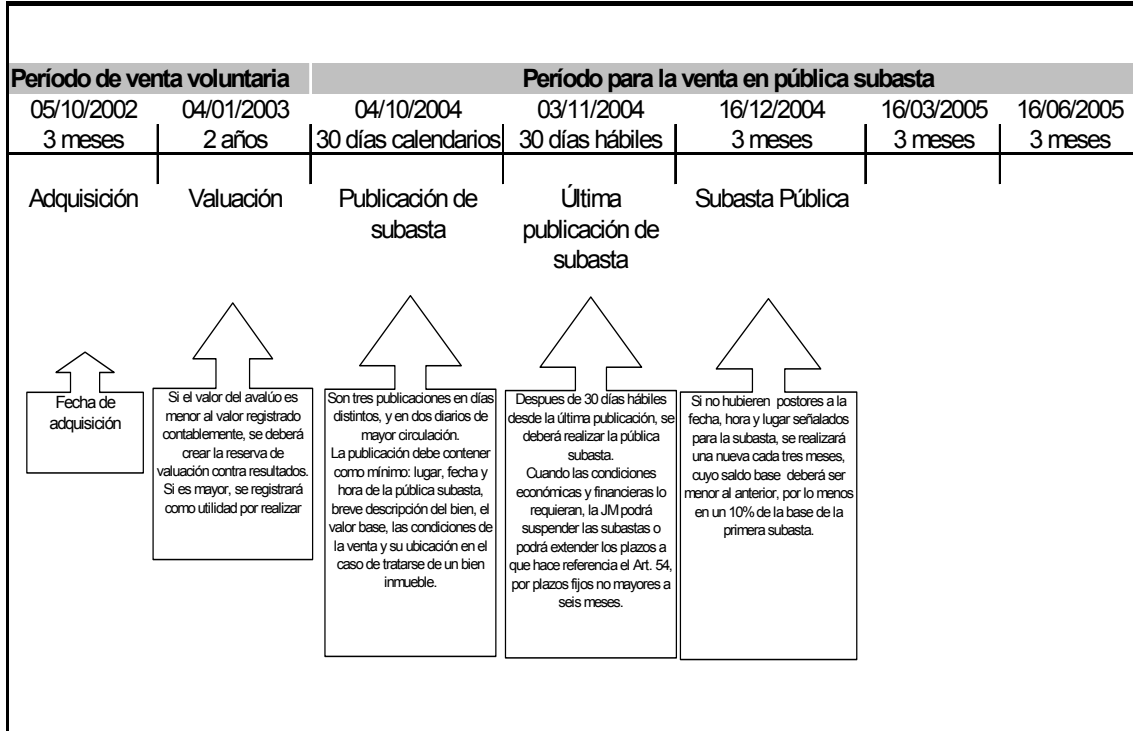 Período de venta voluntaria
Período para la venta en pública subasta
05/10/2002
04/01/2003
04/10/2004
03/11/2004
16/12/2004
16/03/2005
16/06/2005
3 meses
2 años
30 días calendarios
30 días hábiles
3 meses
3 meses
3 meses
Adquisición
Valuación
Publicación de
subasta
Última
publicación de
subasta
Subasta Pública
Fecha de
adquisición
Si el valor del avalúo es
menor al valor registrado
contablemente, se deberá
crear la reserva de
valuación contra resultados.
Si es mayor, se registrará
como utilidad por realizar
Son tres publicaciones en días
distintos, y en dos diarios de
mayor circulación.
La publicación debe contener
como mínimo: lugar, fecha y
hora de la pública subasta,
breve descripción del bien, el
valor base, las condiciones de
la venta y su ubicación en el
caso de tratarse de un bien
inmueble.
Despues de 30 días hábiles
desde la última publicación, se
deberá realizar la pública
subasta.
Cuando las condiciones
económicas y financieras lo
requieran, la JM podrá
suspender las subastas o
podrá extender los plazos a
que hace referencia el Art. 54,
por plazos fijos no mayores a
seis meses.
Si no hubieren postores a la
fecha, hora y lugar señalados
para la subasta, se realizará
una nueva cada tres meses,
cuyo saldo base deberá ser
menor al anterior, por lo menos
en un 10% de la base de la
primera subasta.